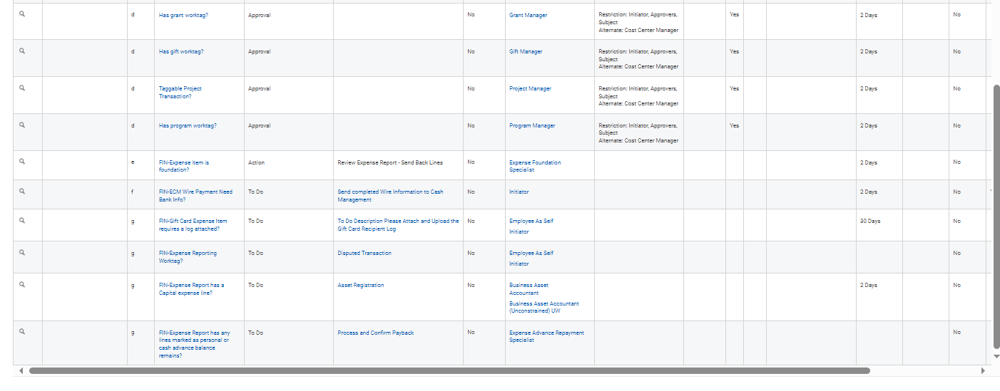 d Has grant worktag? Approval No Grant Manager Restriction: Initiator, Approvers, Yes 2 Days No
Subject
Alternate: Cost Center Manager
d Has gift worktag? Approval No Gift Manager Restriction: Initiator, Approvers, Yes 2 Days No
Subject
Alternate: Cost Center Manager
d Taggable Project Approval No Project Manager Restriction: Initiator, Approvers, Yes 2 Days No
Transaction? Subject
Alternate: Cost Center Manager
d Has program worktag? Approval No Program Manager Restriction: Initiator, Approvers, Yes 2 Days No
Subject
Alternate: Cost Center Manager
e FIN-Expense item is Action Review Expense Report - Send Back Lines No Expense Foundation 2 Days No
foundation? Specialist
f FIN-ECM Wire Payment Need To Do Send completed Wire Information to Cash No Initiator 2 Days No
Bank Info? Management
g FIN-Gift Card Expense Item To Do To Do Description Please Attach and Upload the No Employee As Self 30 Days No
requires a log attached? Gift Card Recipient Log Initiator
g FIN-Expense Reporting To Do Disputed Transaction No Employee As Self No
Worktag? Initiator
g FIN-Expense Report has a To Do Asset Registration No Business Asset 2 Days No
Capital expense line? Accountant
Business Asset Accountant
(Unconstrained) UW
g FIN-Expense Report has any To Do Process and Confirm Payback No Expense Advance Repayment No
lines marked as personal or Specialist
cash advance balance
remains?